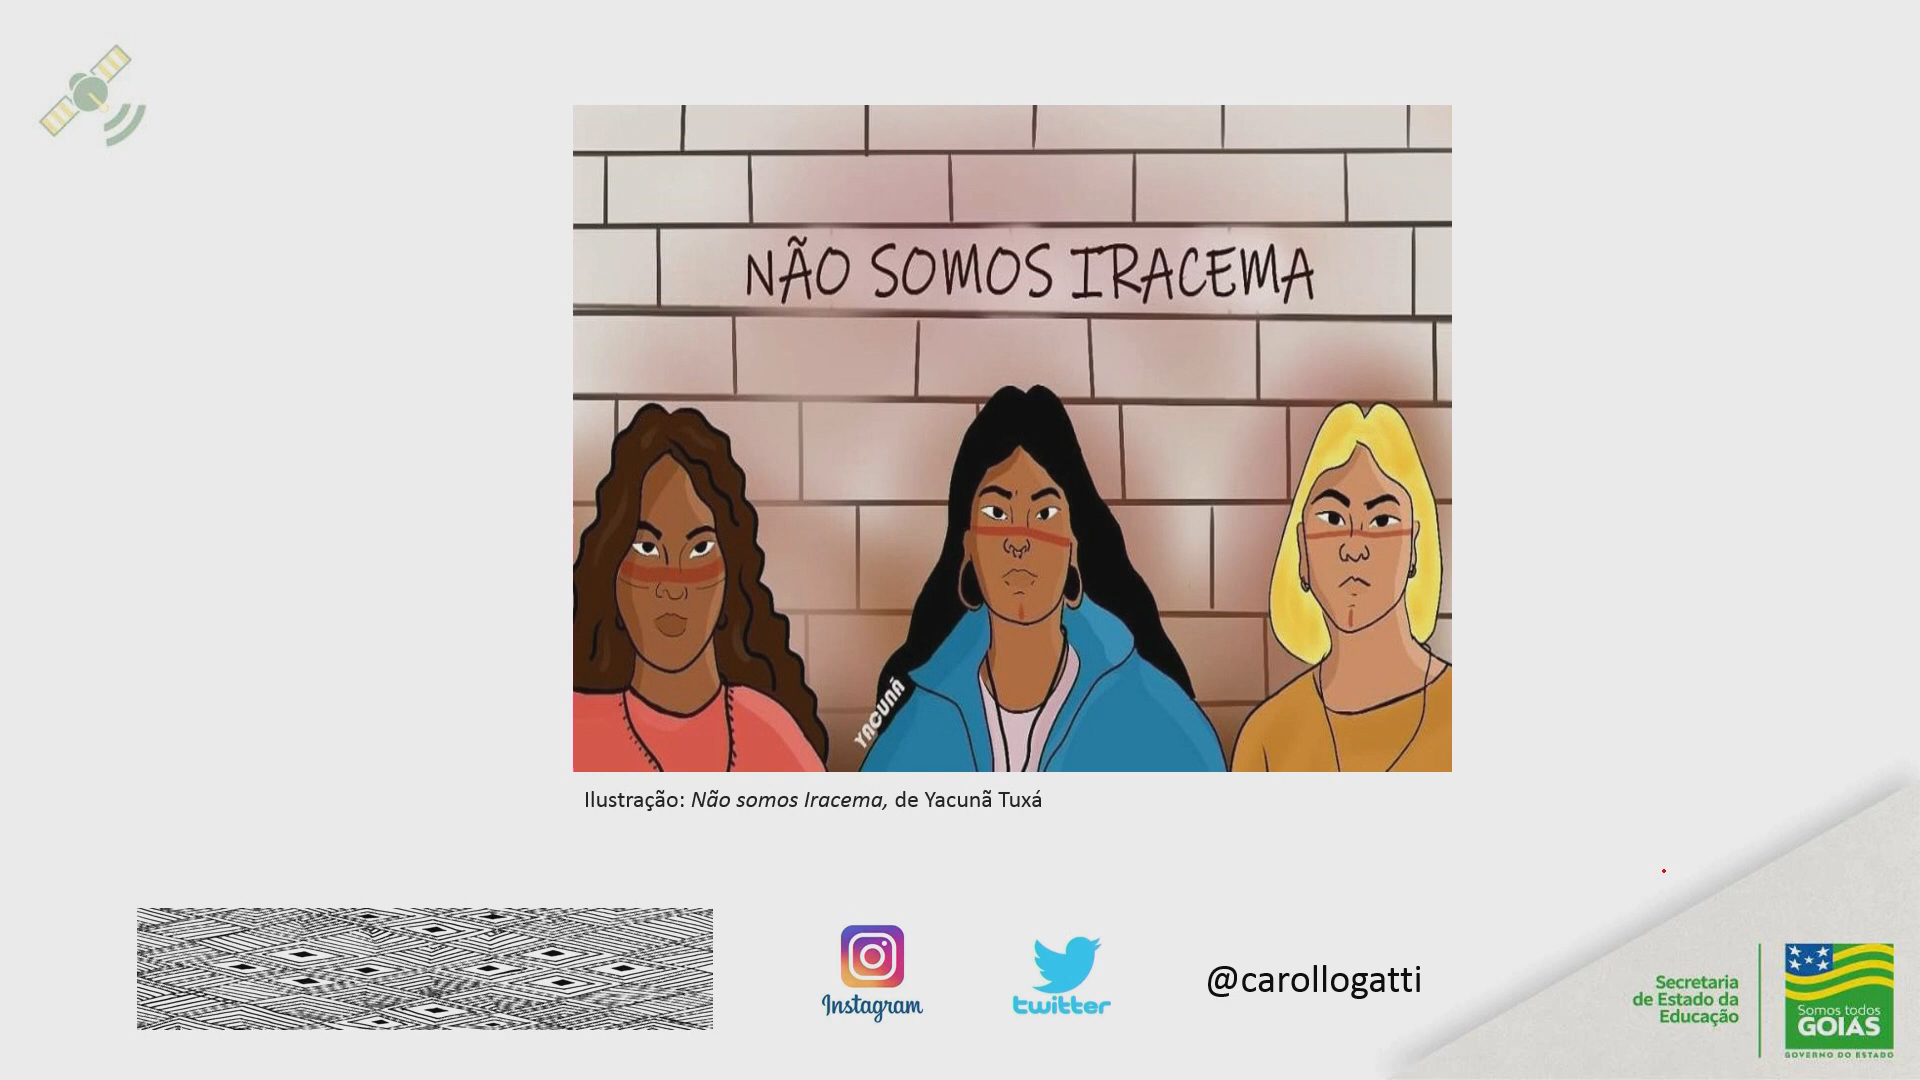 NÃO SOMOS IRACEMA
YACUNÃ
Ilustração: Não somos Iracema, de Yacunã Tuxá
Instagram
twitter
@carollogatti
Secretaria
de Estado da
Educação
Somos todos
GOIÁS
GOVERNO DO ESTADO